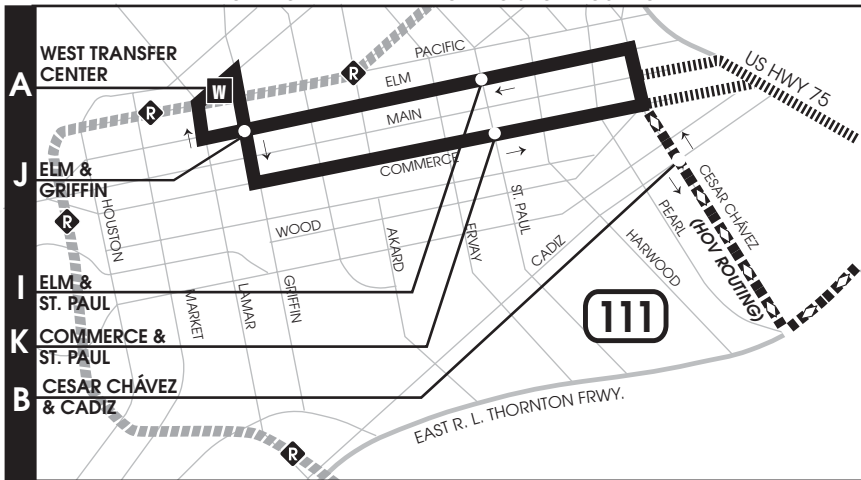 A
WEST TRANSFER
CENTER
W
R
R
R
R
J
ELM &
GRIFFIN
I
ELM &
ST. PAUL
K
COMMERCE &
ST. PAUL
B
CESAR CHÁVEZ
& CADIZ
PACIFIC
ELM
MAIN
COMMERCE
WOOD
HOUSTON
MARKET
LAMAR
GRIFFIN
AKARD
ERVAY
ST. PAUL
CADIZ
HARWOOD
PEARL
CESAR CHÁVEZ
(HOV ROUTING)
US HWY 75
111
EAST R. L. THORNTON FRWY.